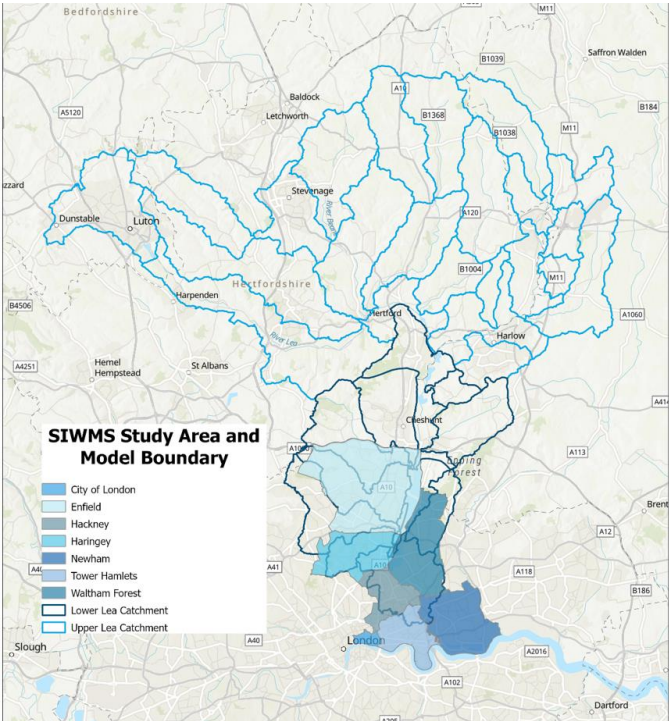 Bedfordshire
M11
Saffron Walden
B1039
A10
Baldock
B184
A5120
Letchworth
B1368
M11
B1038
Stevenage
River Beane
Dunstable
Luton
A120
Hertfordshire
B1004
M11
Harpenden
B4506
Hertford
A1060
River Lea
Harlow
A4251
Hemel
Hempstead
St Albans
A414
Cheshunt
SIWMS Study Area and
Model Boundary
Epping
Forest
A113
City of London
A10
Enfield
Brent
Hackney
A12
Haringey
A41
A10
A118
Newham
Tower Hamlets
B186
Waltham Forest
Lower Lea Catchment
Upper Lea Catchment
London
A40
Slough
A2016
A102
Dartford